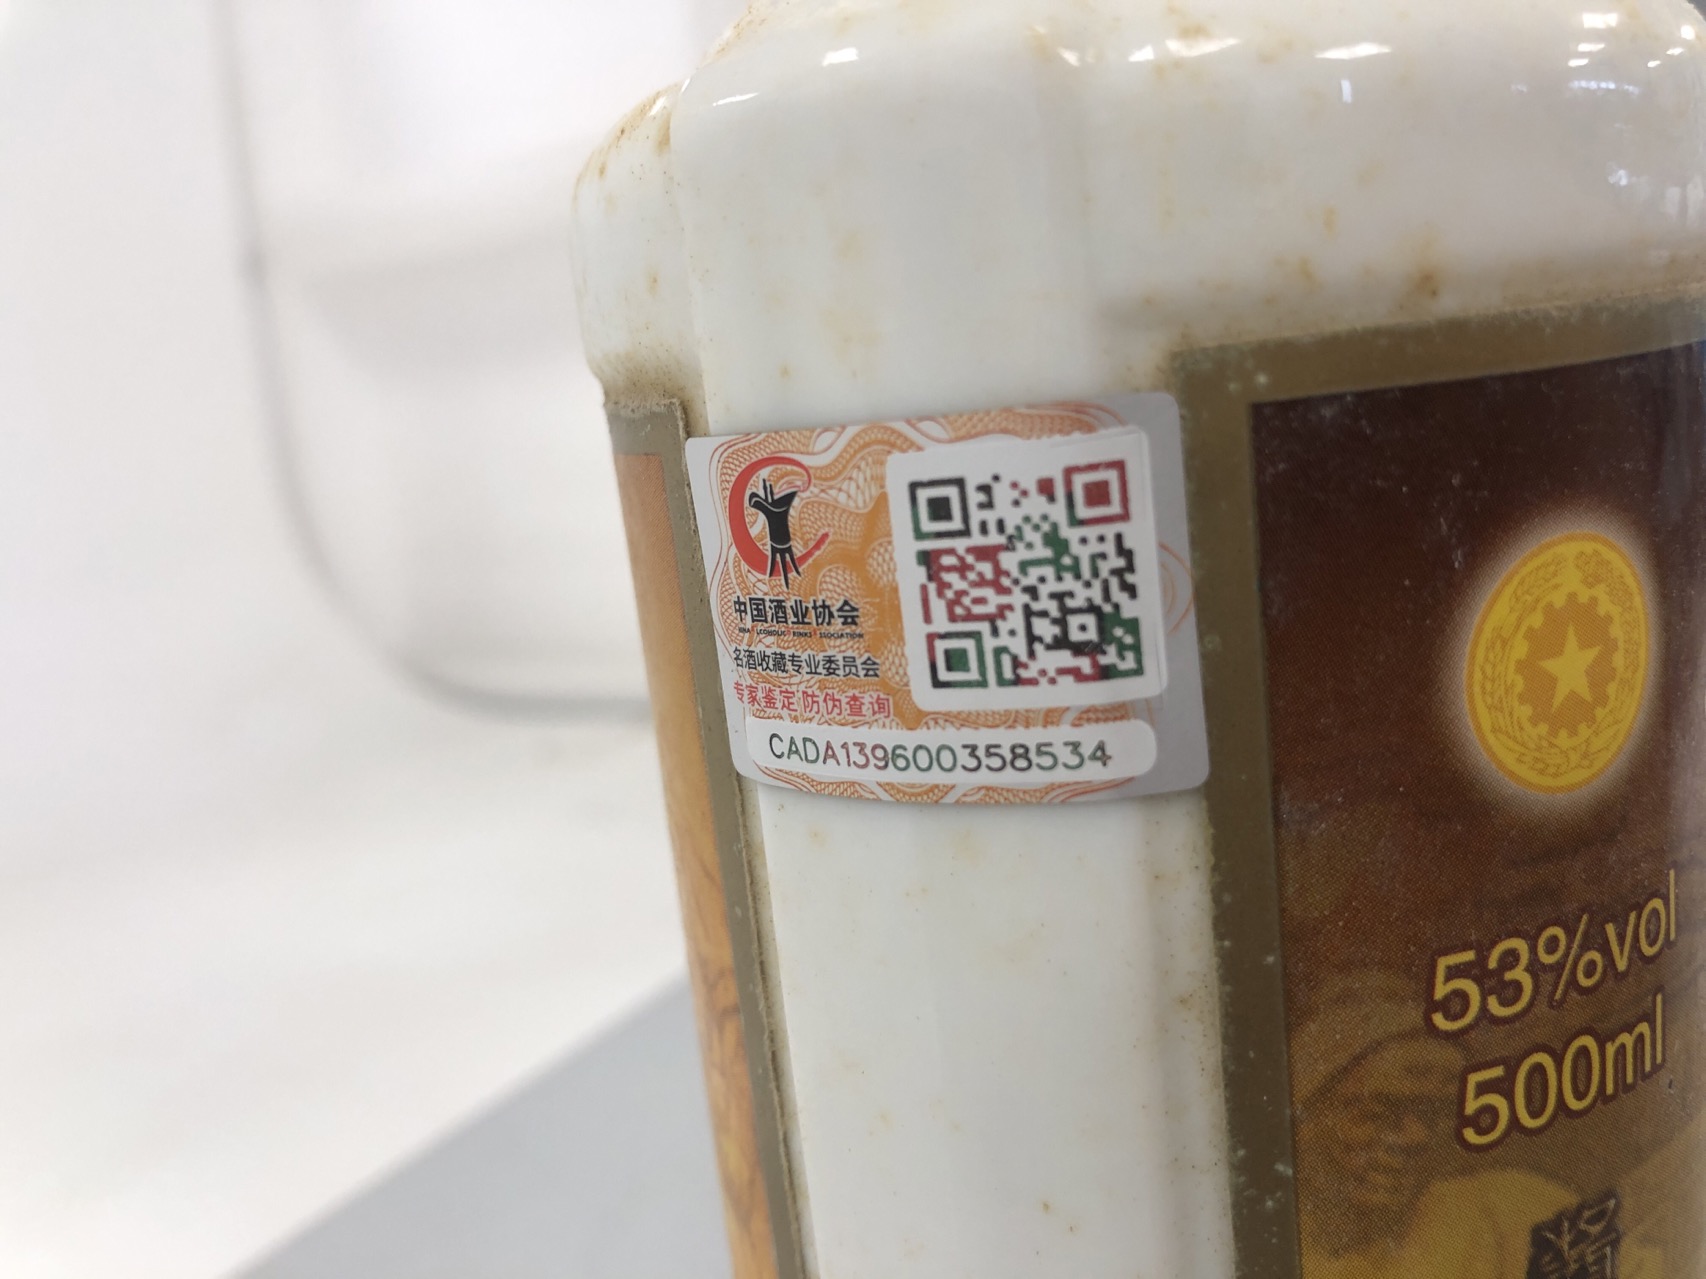 中国酒业协会
名酒收藏专业委员会
专家鉴定 防伪查询
CADA139600358534
53%vol
500ml